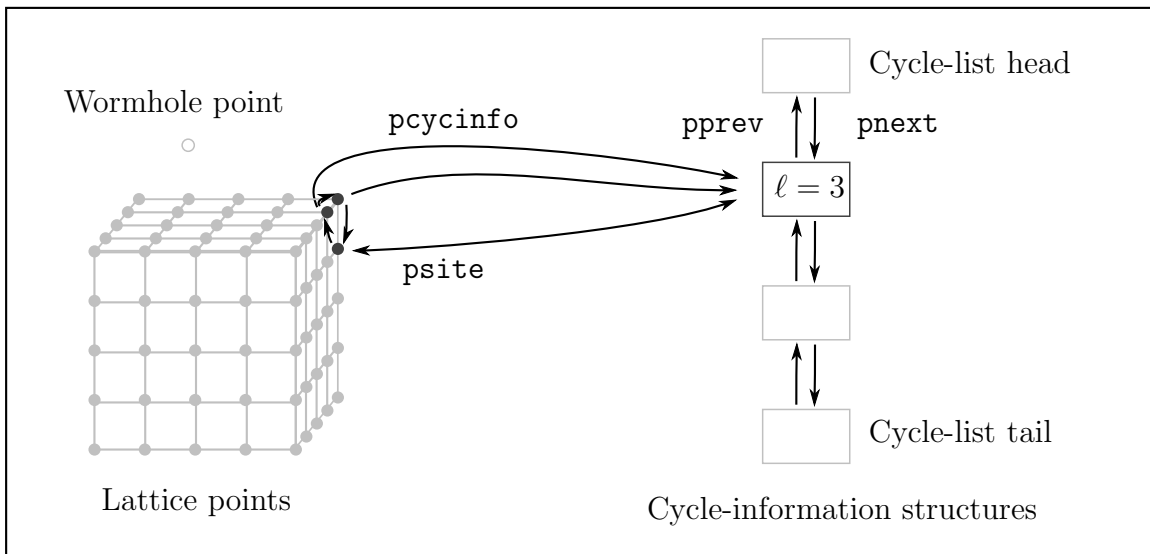 Cycle-list head
Wormhole point
pcycinfo
pprev
pnext
ℓ = 3
psite
Cycle-list tail
Lattice points
Cycle-information structures